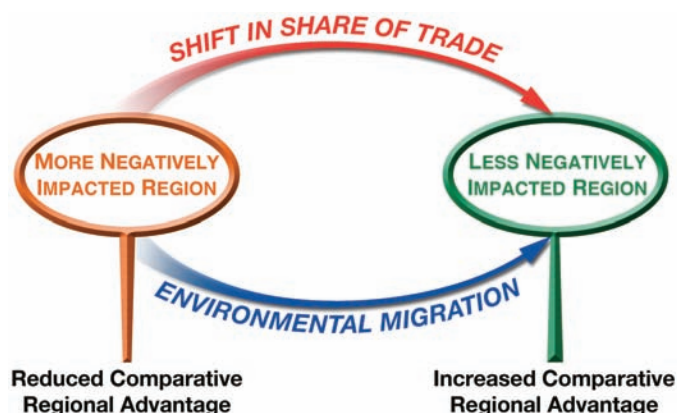 SHIFT IN SHARE OF TRADE
MORE NEGATIVELY
IMPACTED REGION
LESS NEGATIVELY
IMPACTED REGION
ENVIRONMENTAL MIGRATION
Reduced Comparative
Regional Advantage
Increased Comparative
Regional Advantage